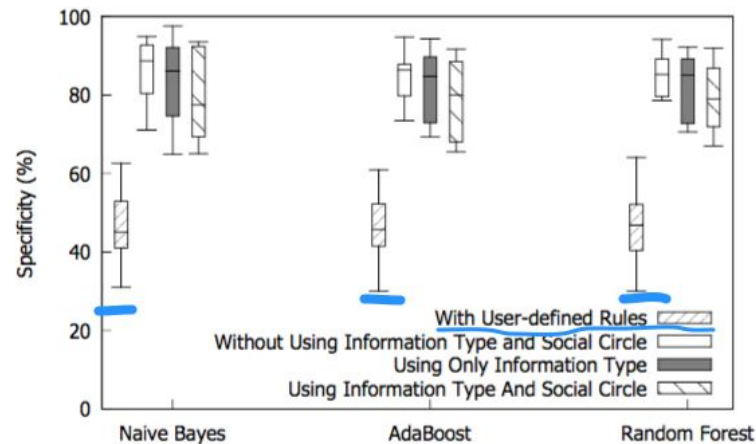 100
80
60
40
20
0
Specificity (%)
With User-defined Rules
Without Using Information Type and Social Circle
Using Only Information Type
Using Information Type And Social Circle
Naive Bayes
AdaBoost
Random Forest